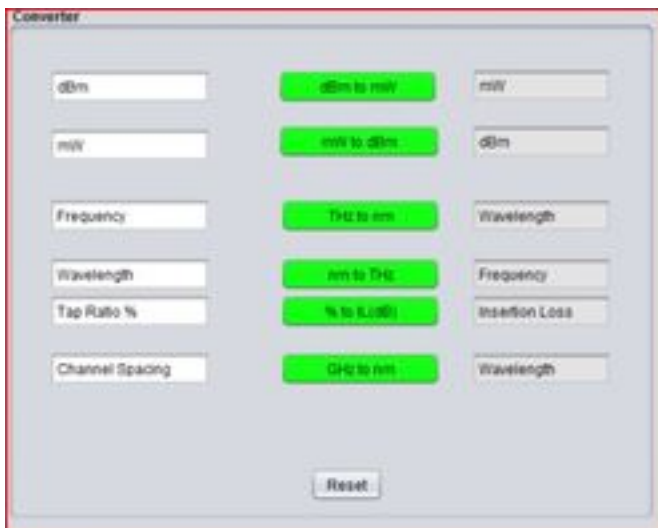 Converter
dBm dBm to mW mW
mW mW to dBm dBm
Frequency THz to nm Wavelength
Wavelength nm to THz Frequency
Tap Ratio % % to IL(dB) Insertion Loss
Channel Spacing GHz to nm Wavelength
Reset